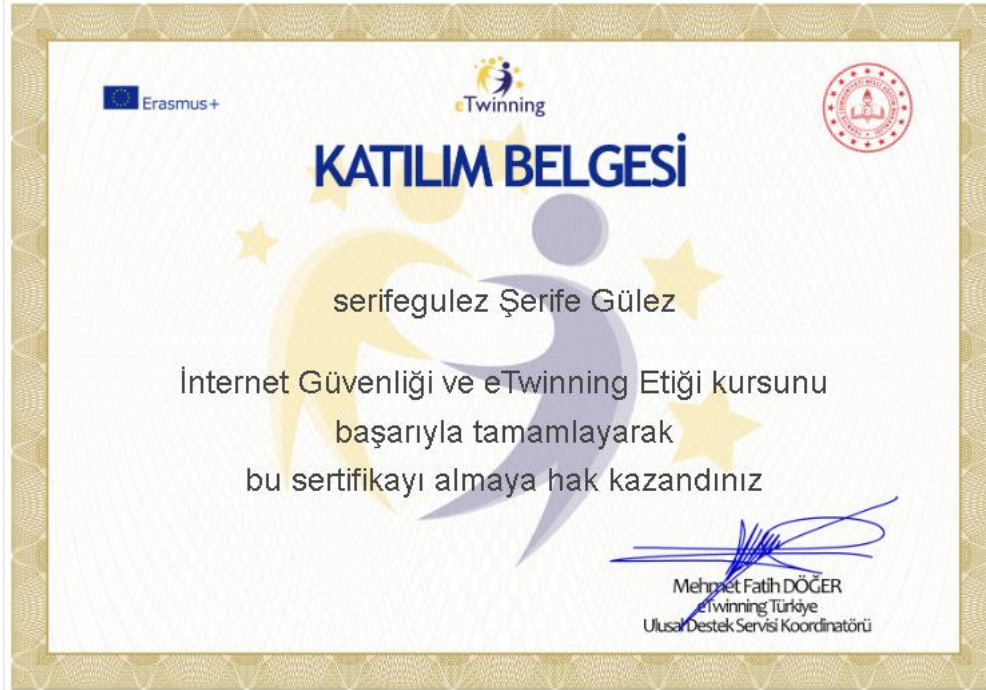 Erasmus+
eTwinning
KATILIM BELGESİ
serifegulez Şerife Gülez
İnternet Güvenliği ve eTwinning Etiği kursunu
başarıyla tamamlayarak
bu sertifikayı almaya hak kazandınız
Mehmet Fatih DÖĞER
eTwinning Türkiye
Ulusal Destek Servisi Koordinatörü